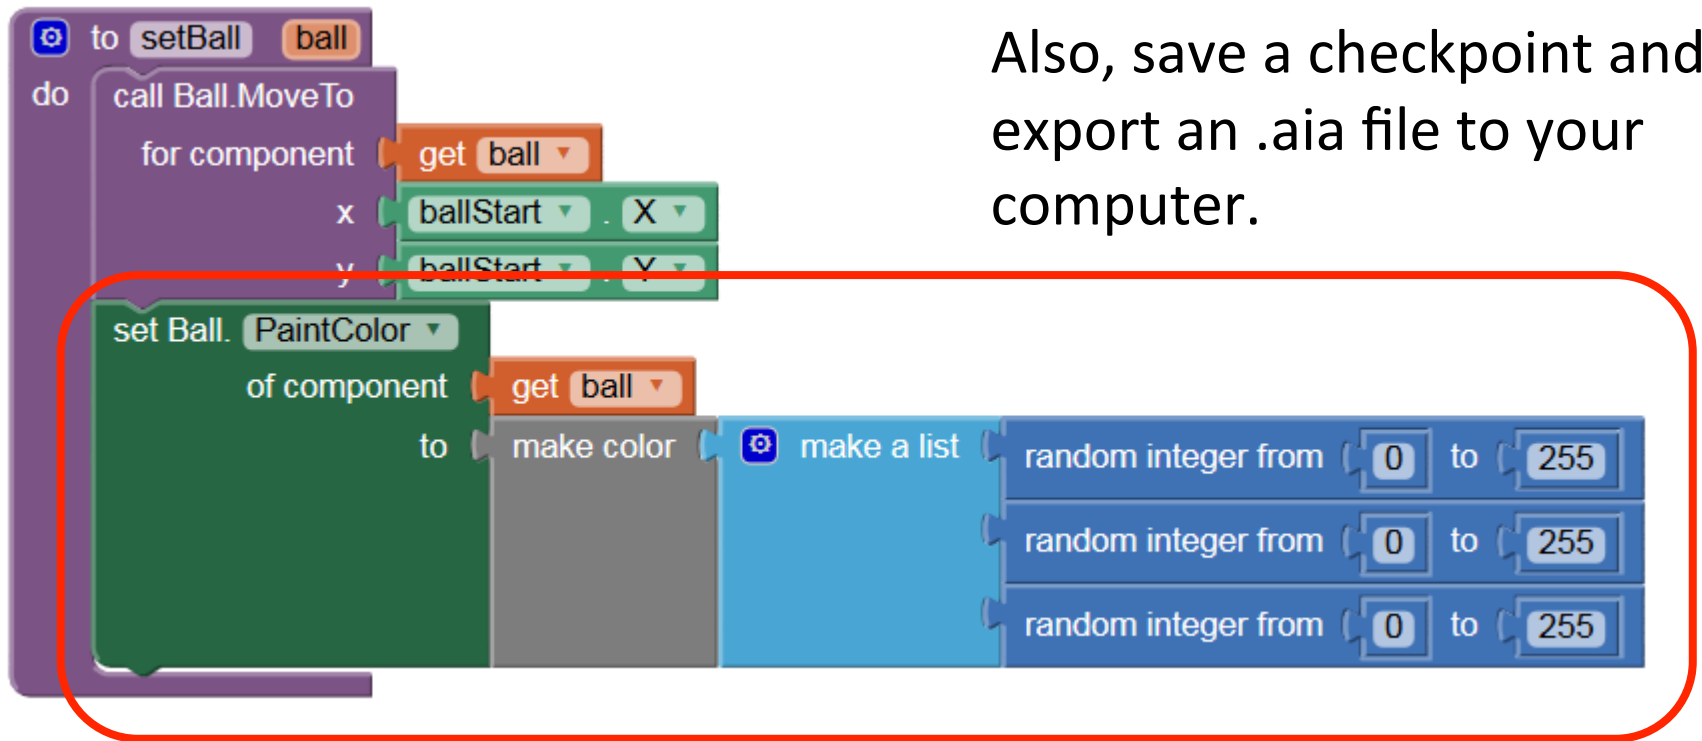 to setBall ball
do call Ball.MoveTo
for component get ball
x ballStart . X
y ballStart . Y
set Ball. PaintColor
of component get ball
to make color make a list random integer from 0 to 255
random integer from 0 to 255
random integer from 0 to 255
Also, save a checkpoint and
export an .aia file to your
computer.